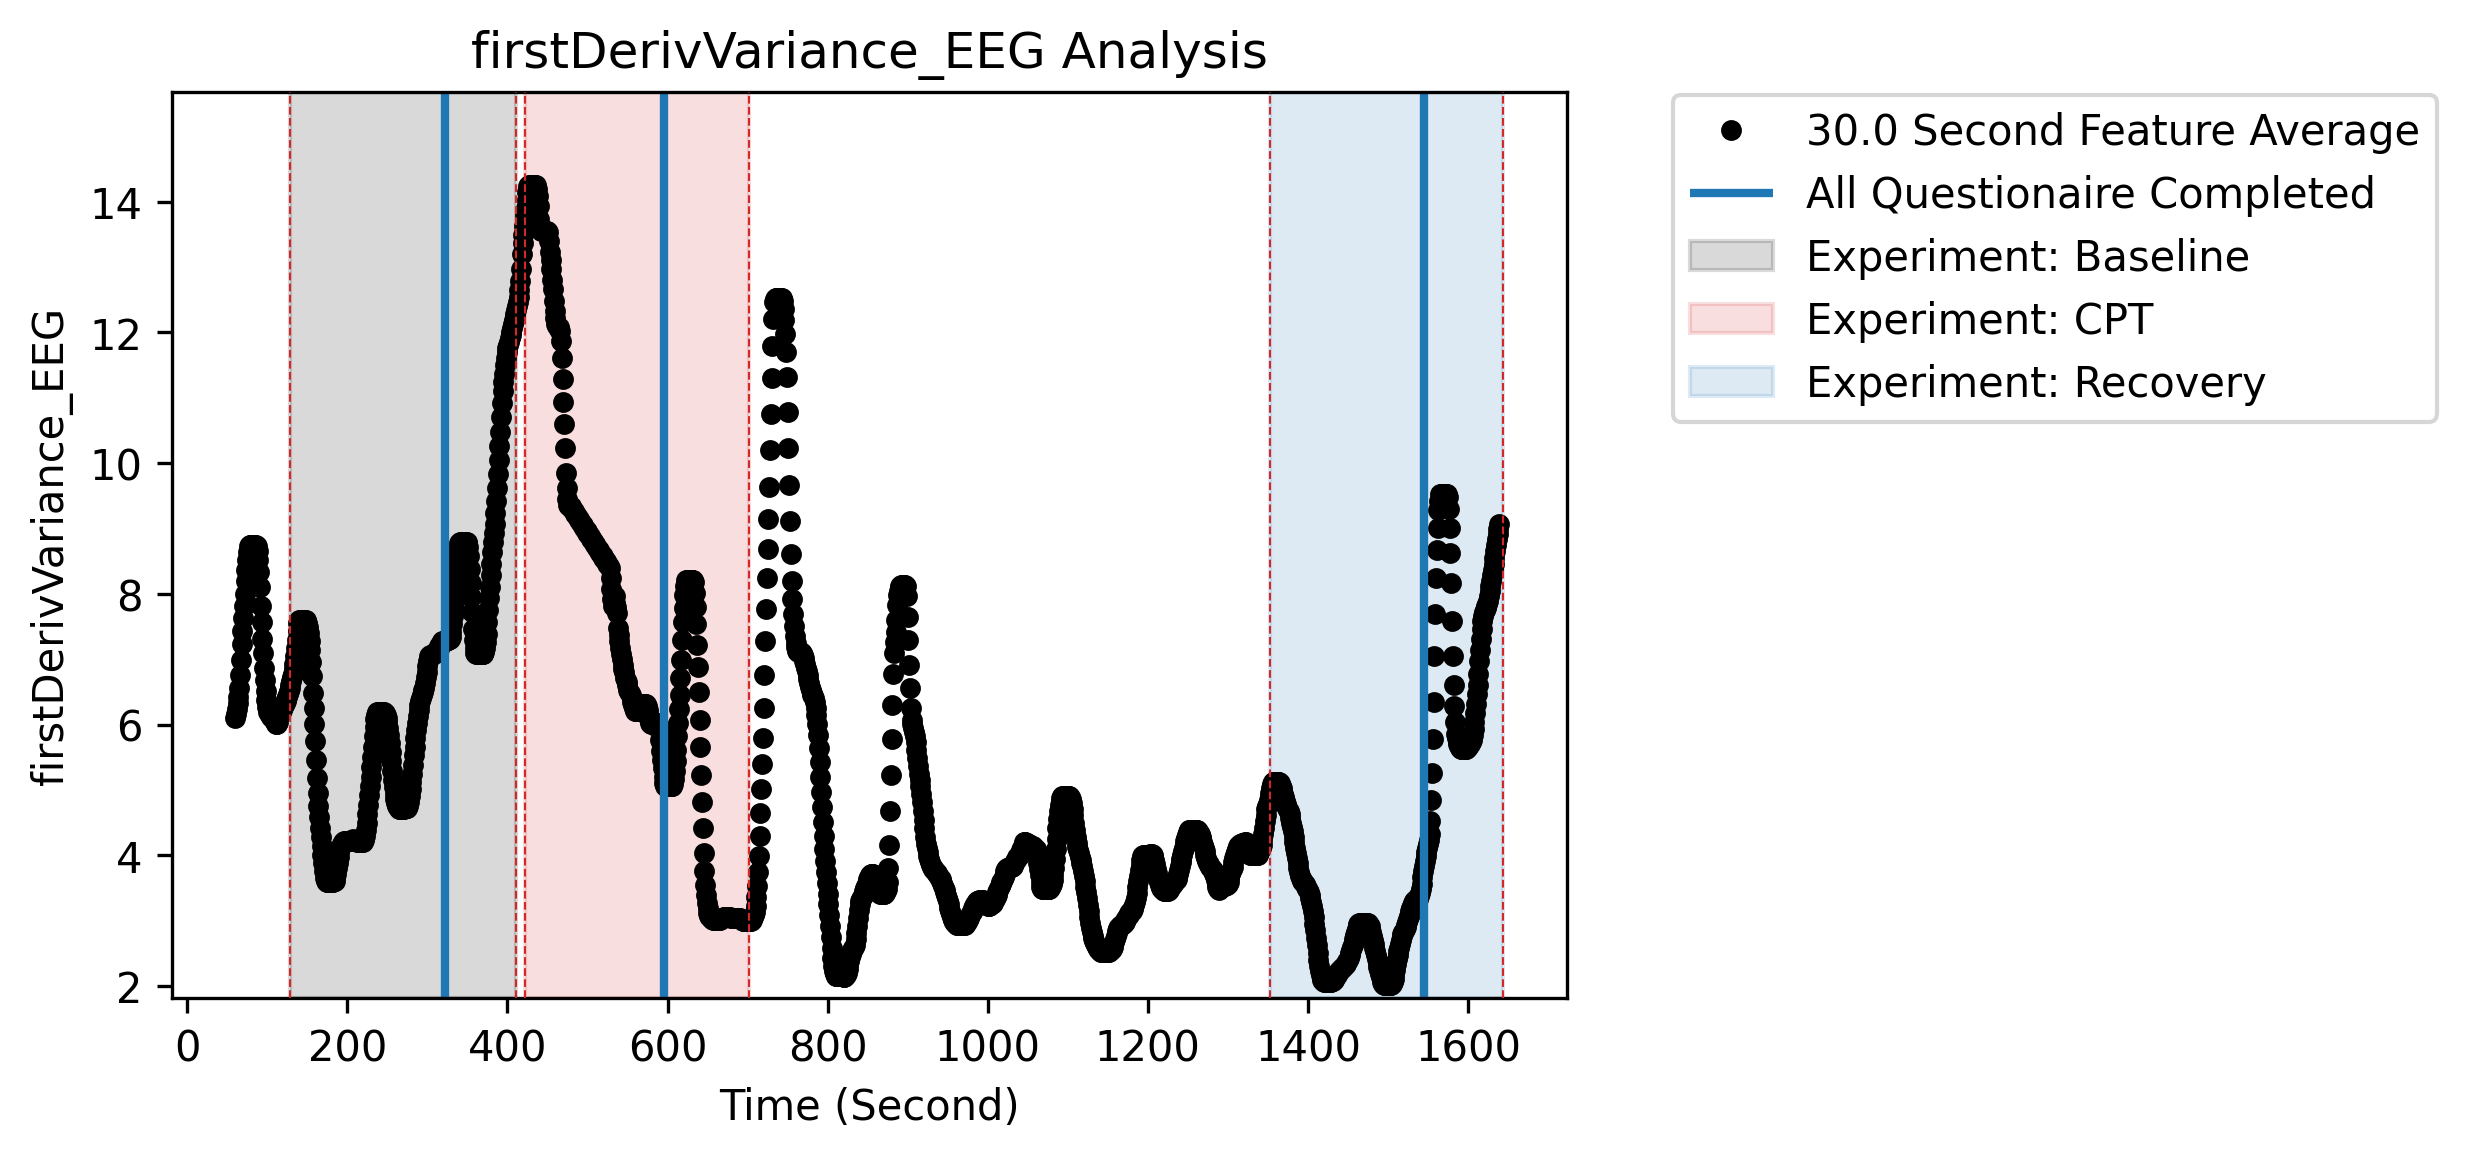 firstDerivVariance_EEG Analysis
firstDerivVariance_EEG
14
12
10
8
6
4
2
0 200 400 600 800 1000 1200 1400 1600
Time (Second)
30.0 Second Feature Average
All Questionaire Completed
Experiment: Baseline
Experiment: CPT
Experiment: Recovery